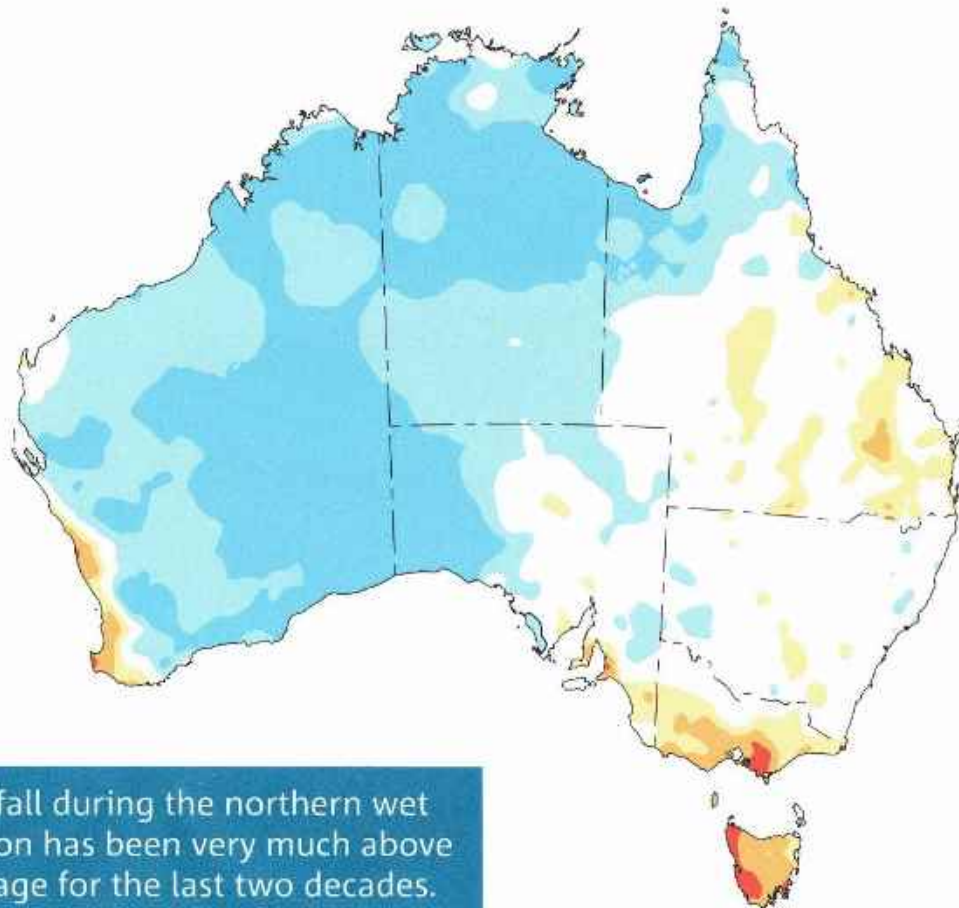 fall during the northern wet
on has been very much above
age for the last two decades.